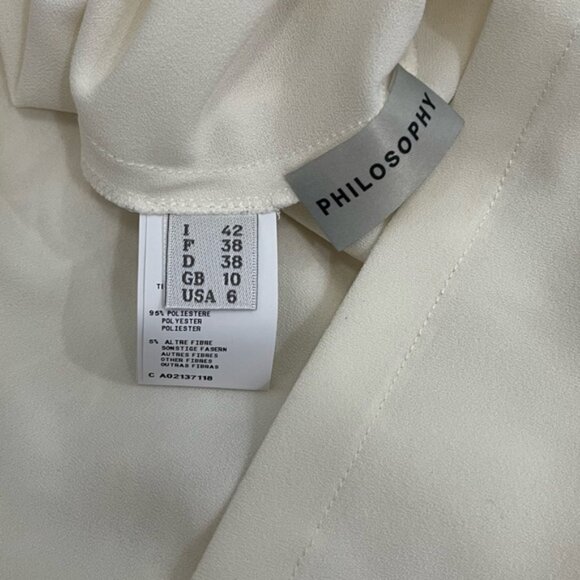 PHILOSOPHY
I 42
F 38
D 38
GB 10
USA 6
95% POLIESTERE
POLYESTER
POLIESTER
5% ALTRE FIBRE
SONSTIGE FASERN
AUTRES FIBRES
OTHER FIBRES
OUTRAS FIBRAS
C A02137118